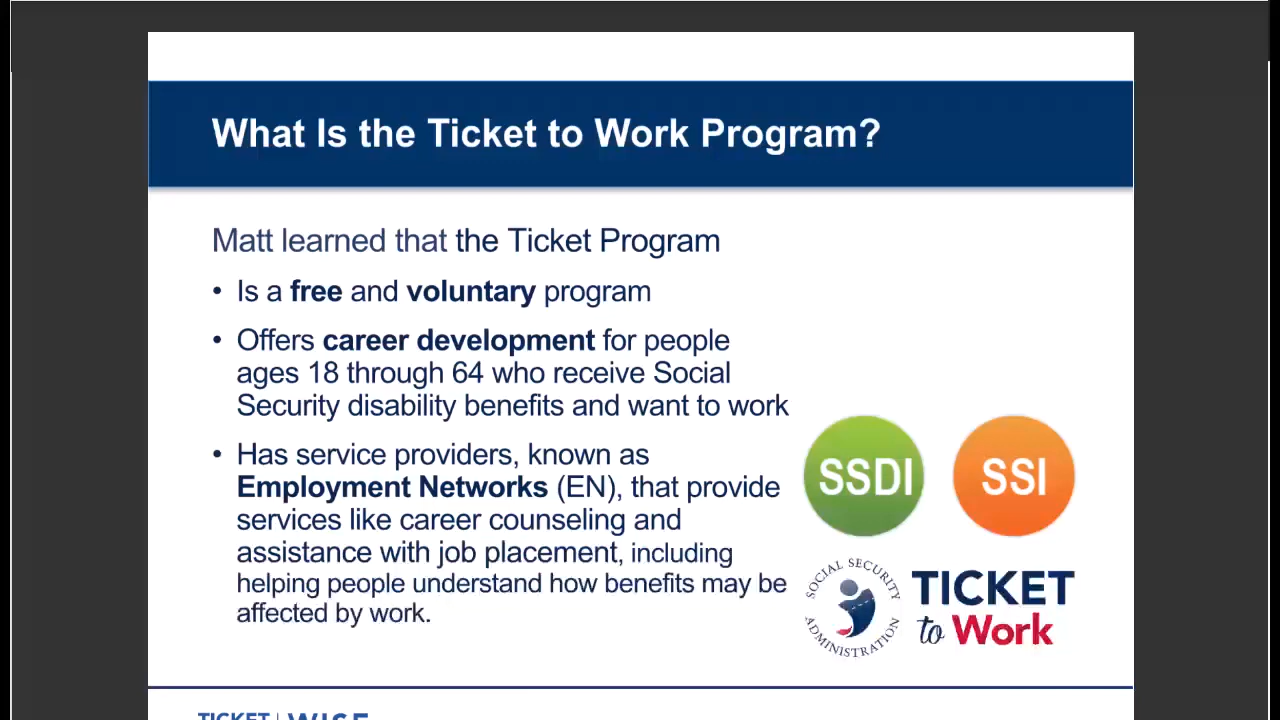 What Is the Ticket to Work Program?
Matt learned that the Ticket Program
• Is a free and voluntary program
• Offers career development for people
ages 18 through 64 who receive Social
Security disability benefits and want to work
• Has service providers, known as
Employment Networks (EN), that provide
services like career counseling and
assistance with job placement, including
helping people understand how benefits may be
affected by work.
SSDI
SSI
SOCIAL SECURITY
ADMINISTRATION
TICKET
to Work
TICKET | WISE